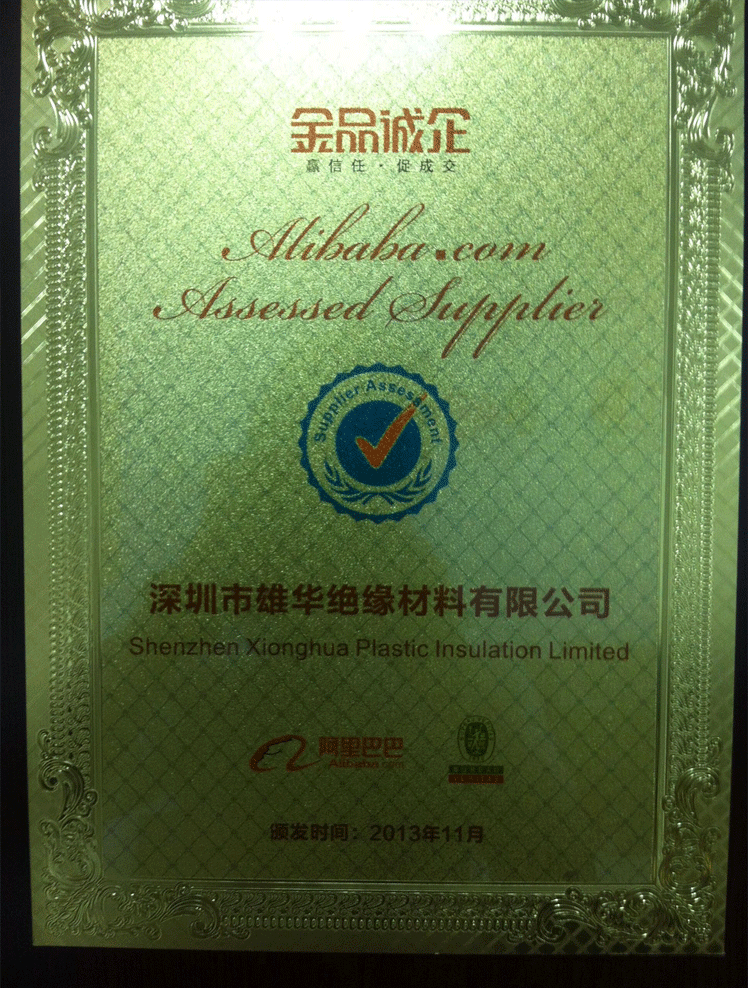 金品诚企
赢信任·促成交
Alibaba.com
Assessed Supplier
Supplier Assessment
深圳市雄华绝缘材料有限公司
Shenzhen Xionghua Plastic Insulation Limited
阿里巴巴
Alibaba.com
BUREAU
VERITAS
颁发时间：2013年11月